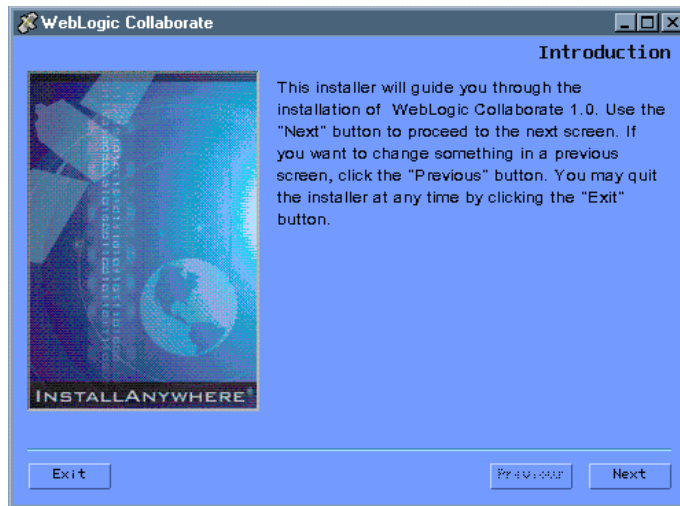 WebLogic Collaborate
Introduction
This installer will guide you through the
installation of WebLogic Collaborate 1.0. Use the
"Next" button to proceed to the next screen. If
you want to change something in a previous
screen, click the "Previous" button. You may quit
the installer at any time by clicking the "Exit"
button.
INSTALLANYWHERE®
Exit
Previous
Next